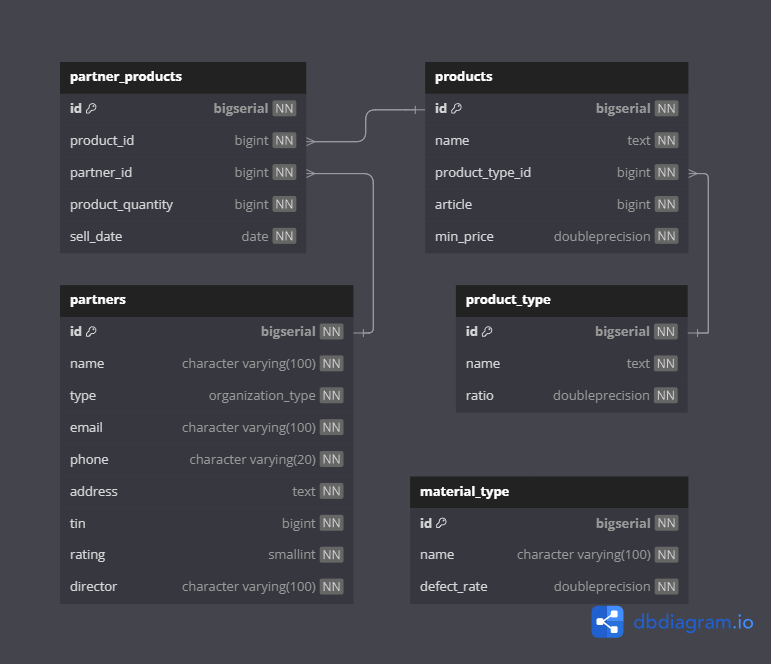 partner_products
id bigserial NN
product_id bigint NN
partner_id bigint NN
product_quantity bigint NN
sell_date date NN
products
id bigserial NN
name text NN
product_type_id bigint NN
article bigint NN
min_price doubleprecision NN
partners
id bigserial NN
name character varying(100) NN
type organization_type NN
email character varying(100) NN
phone character varying(20) NN
address text NN
tin bigint NN
rating smallint NN
director character varying(100) NN
product_type
id bigserial NN
name text NN
ratio doubleprecision NN
material_type
id bigserial NN
name character varying(100) NN
defect_rate doubleprecision NN
dbdiagram.io